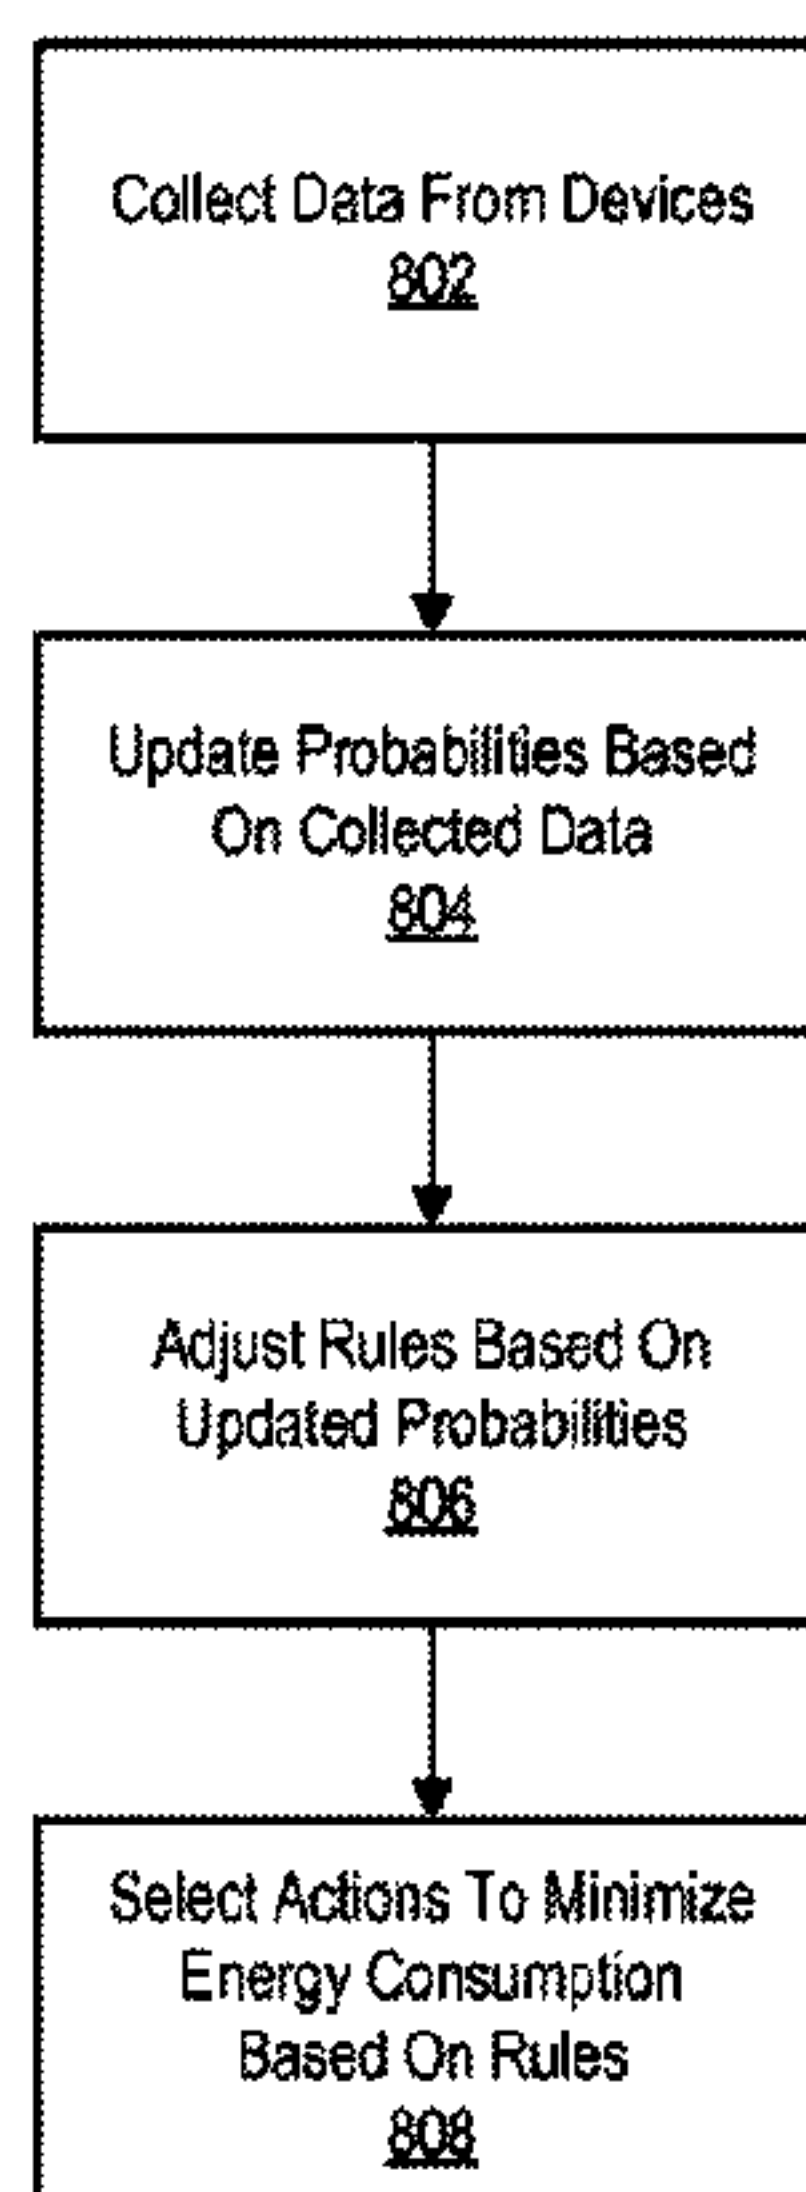 Collect Data From Devices
802
Update Probabilities Based
On Collected Data
804
Adjust Rules Based On
Updated Probabilities
806
Select Actions To Minimize
Energy Consumption
Based On Rules
808